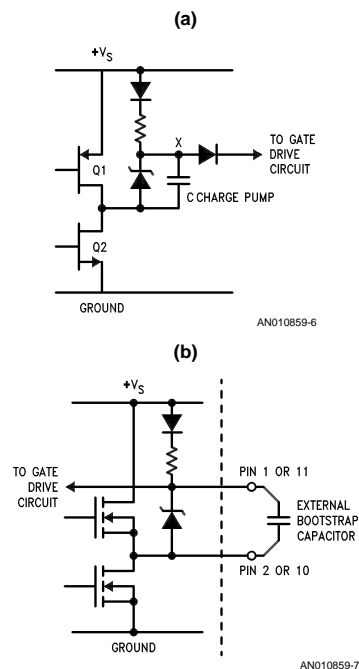 (a)
+VS
X
TO GATE
DRIVE
CIRCUIT
Q1
C CHARGE PUMP
Q2
GROUND
AN010859-6
(b)
+VS
TO GATE
DRIVE
CIRCUIT
PIN 1 OR 11
EXTERNAL
BOOTSTRAP
CAPACITOR
PIN 2 OR 10
GROUND
AN010859-7